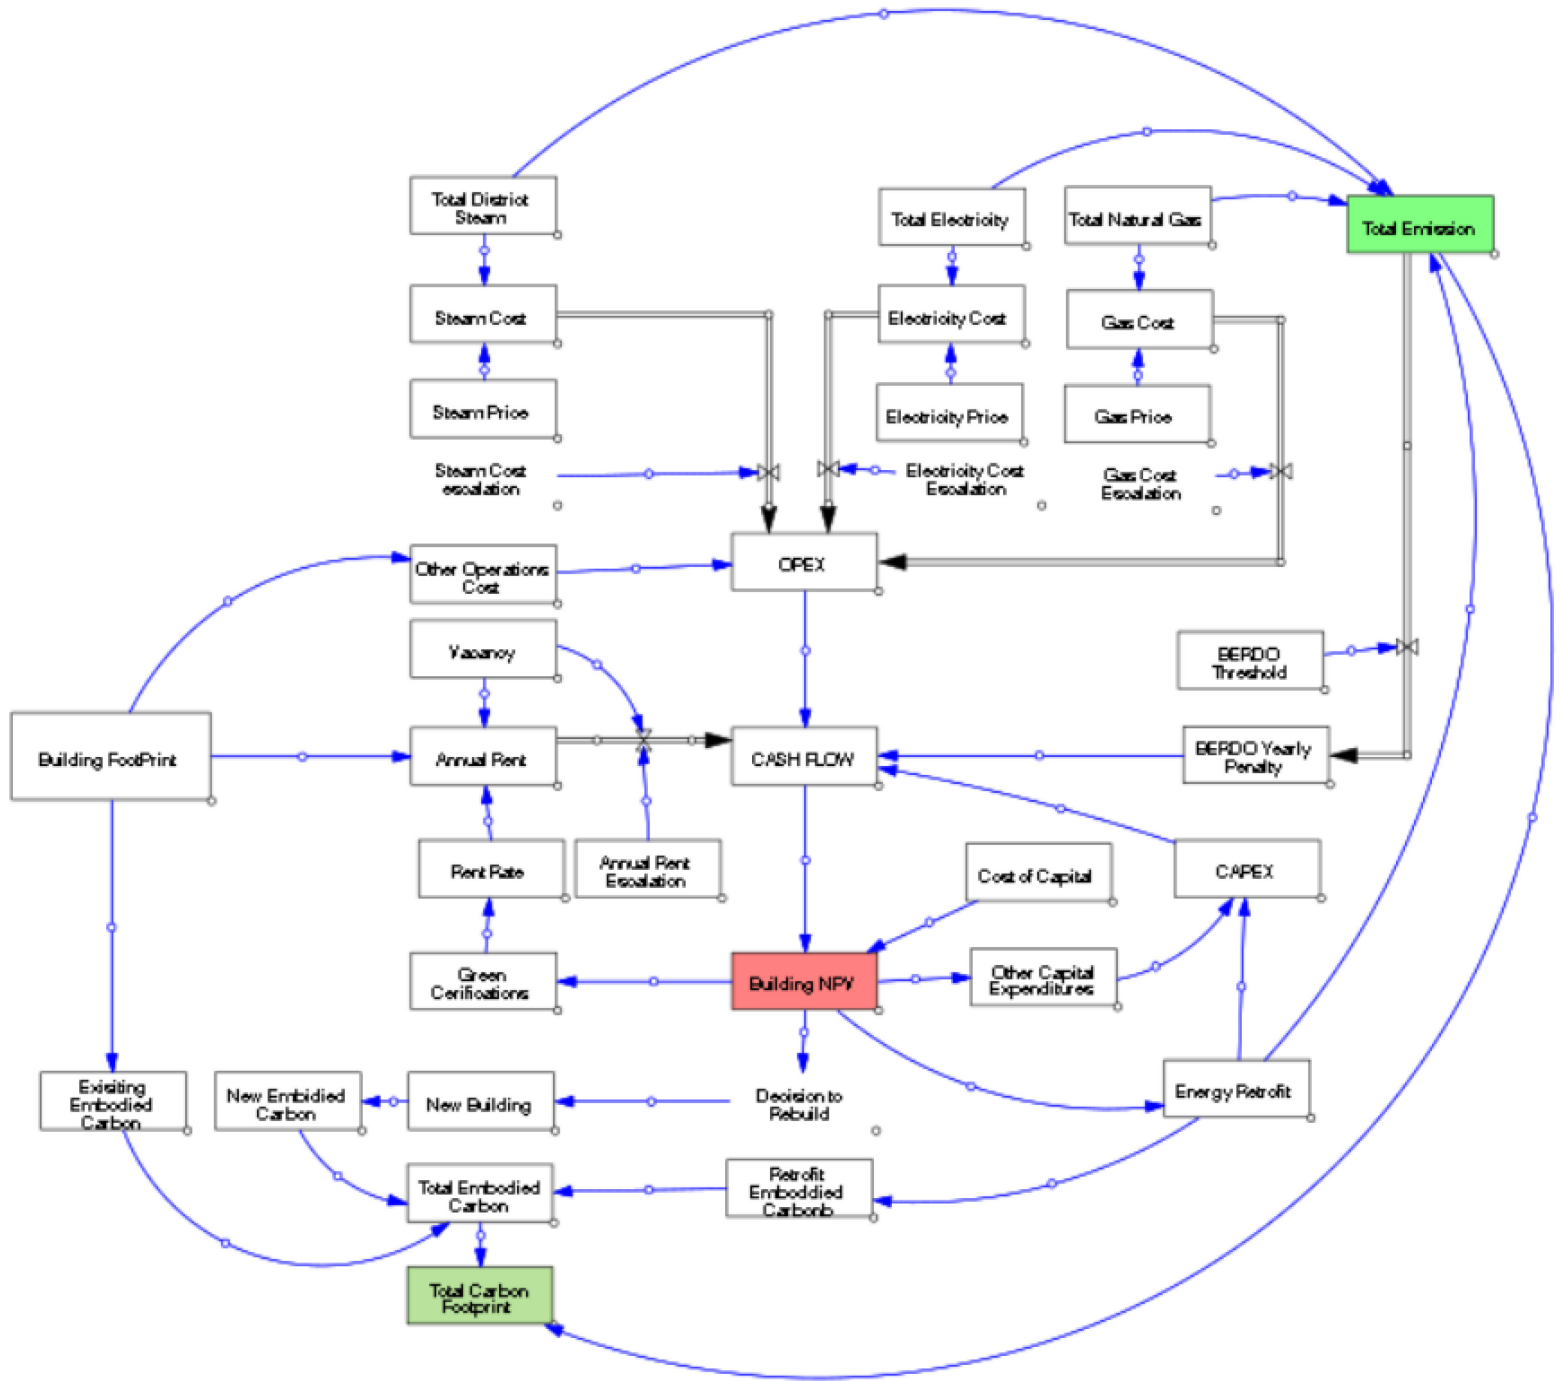 Total District
Steam
Total Electricity
Total Natural Gas
Total Emission
Steam Cost
Electricity Cost
Gas Cost
Steam Price
Electricity Price
Gas Price
Steam Cost
escalation
Electricity Cost
Escalation
Gas Cost
Escalation
Other Operations
Cost
OPEX
Vacancy
BERDO
Threshold
Building FootPrint
Annual Rent
CASH FLOW
BERDO Yearly
Penalty
Rent Rate
Annual Rent
Escalation
Cost of Capital
CAPEX
Green
Cerifications
Building NPV
Other Capital
Expenditures
Exisiting
Embodied
Carbon
New Embidied
Carbon
New Building
Decision to
Rebuild
Energy Retrofit
Total Embodied
Carbon
Retrofit
Emboddied
Carbonb
Total Carbon
Footprint